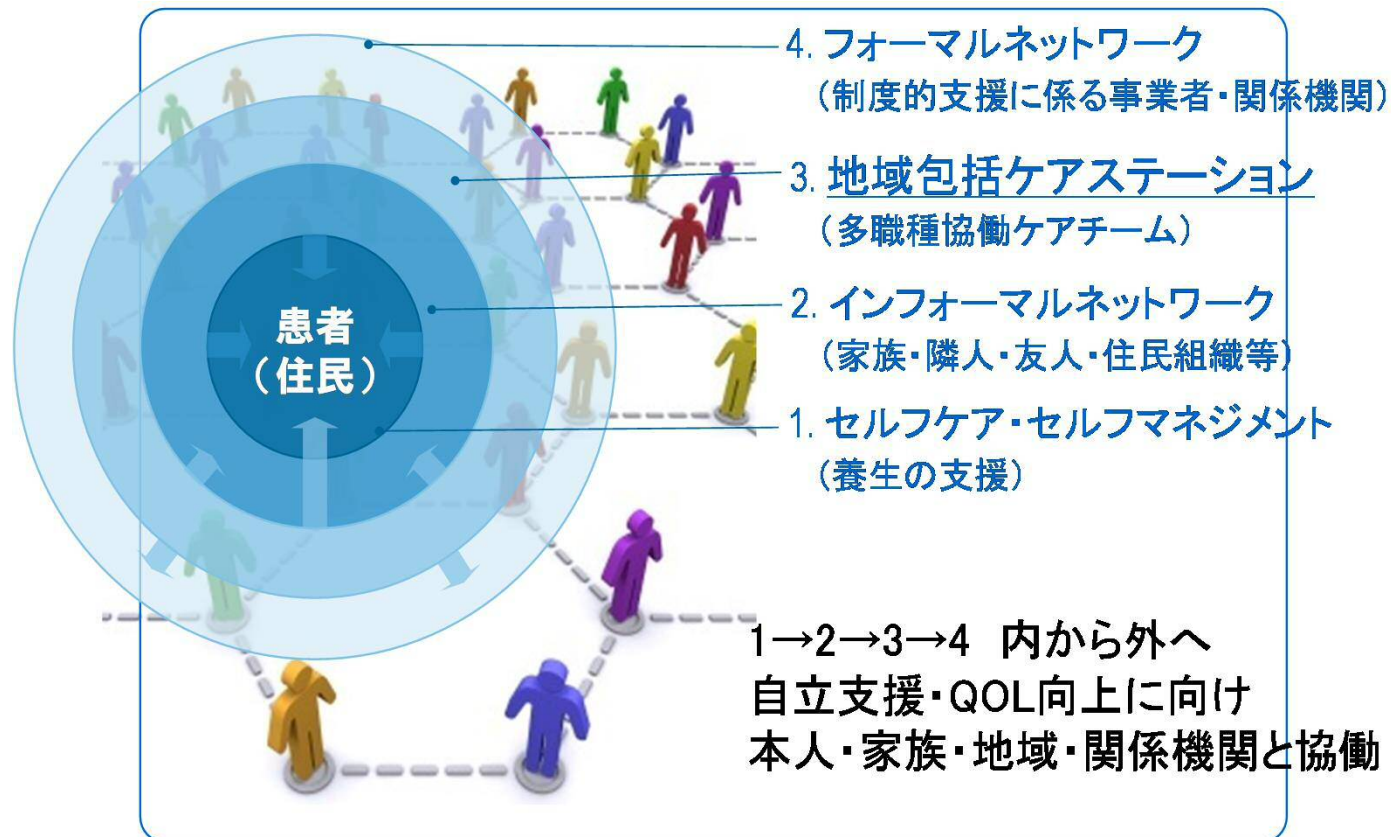 4. フォーマルネットワーク
（制度的支援に係る事業者・関係機関）
3. 地域包括ケアステーション
（多職種協働ケアチーム）
2. インフォーマルネットワーク
（家族・隣人・友人・住民組織等）
1. セルフケア・セルフマネジメント
（養生の支援）
患者
（住民）
1→2→3→4 内から外へ
自立支援・QOL向上に向け
本人・家族・地域・関係機関と協働